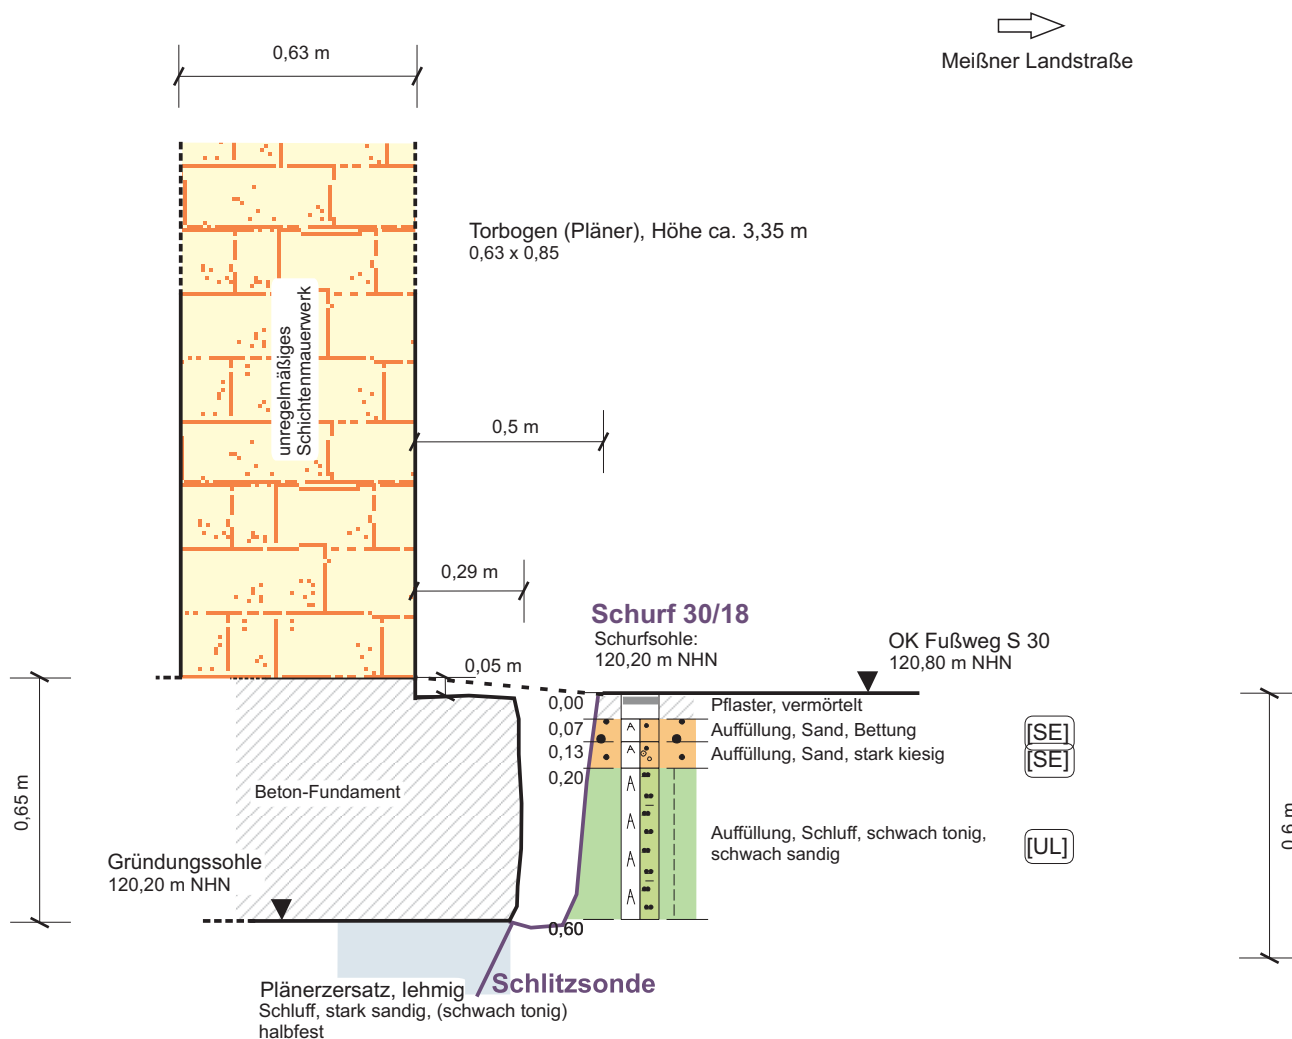 0,63 m
Meißner Landstraße
Torbogen (Pläner), Höhe ca. 3,35 m
0,63 x 0,85
unregelmäßiges
Schichtenmauerwerk
0,5 m
0,29 m
Schurf 30/18
Schurfsohle:
120,20 m NHN
OK Fußweg S 30
120,80 m NHN
0,05 m
0,00
Pflaster, vermörtelt
0,07
Auffüllung, Sand, Bettung
[SE]
0,13
Auffüllung, Sand, stark kiesig
[SE]
0,20
0,65 m
Beton-Fundament
Auffüllung, Schluff, schwach tonig,
schwach sandig
[UL]
0,6 m
Gründungssohle
120,20 m NHN
0,60
Schlitzsonde
Plänerzersatz, lehmig
Schluff, stark sandig, (schwach tonig)
halbfest